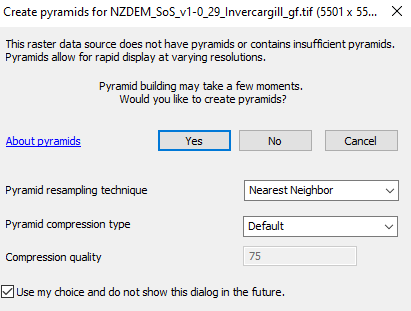 Create pyramids for NZDEM_SoS_v1-0_29_Invercargill_gf.tif (5501 x 55...
This raster data source does not have pyramids or contains insufficient pyramids.
Pyramids allow for rapid display at varying resolutions.
Pyramid building may take a few moments.
Would you like to create pyramids?
About pyramids Yes No Cancel
Pyramid resampling technique Nearest Neighbor
Pyramid compression type Default
Compression quality 75
Use my choice and do not show this dialog in the future.